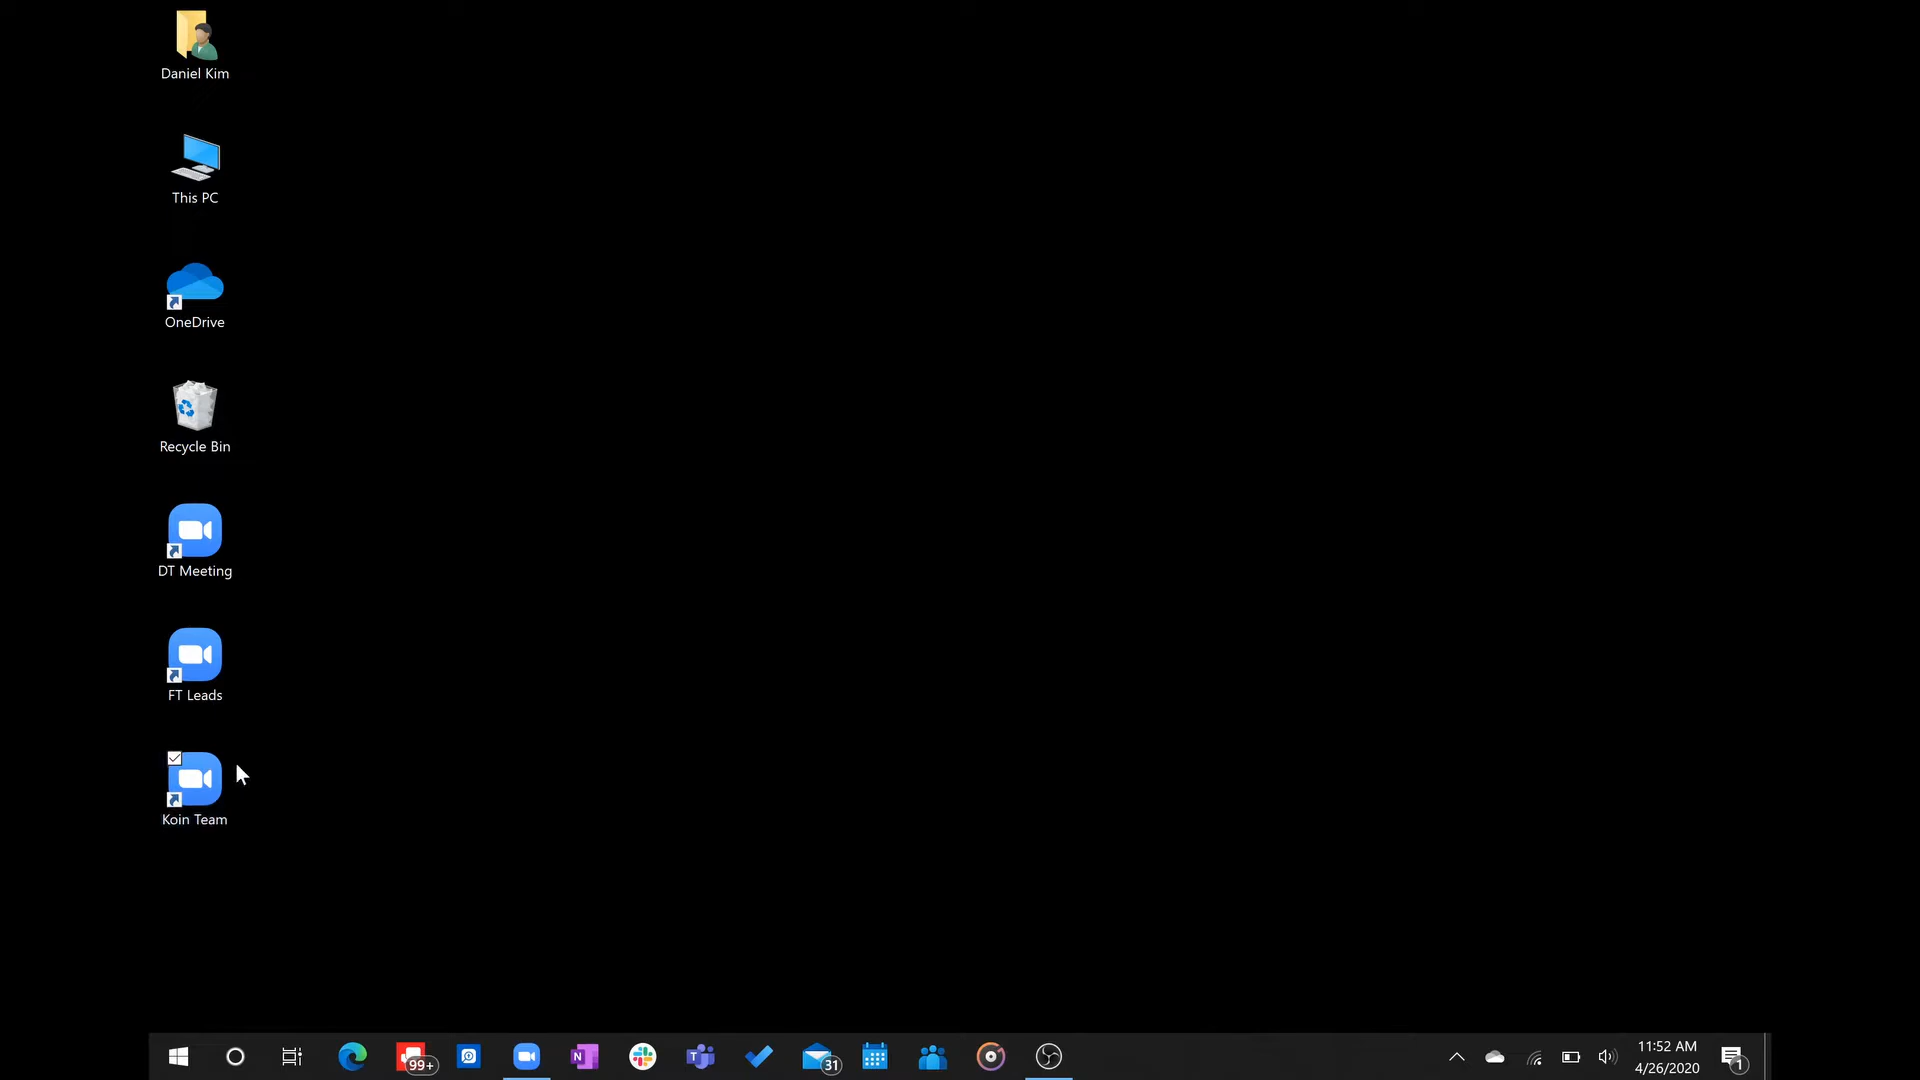 Daniel Kim
This PC
OneDrive
Recycle Bin
DT Meeting
FT Leads
Koin Team
99+
N
T
31
11:52 AM
4/26/2020
1